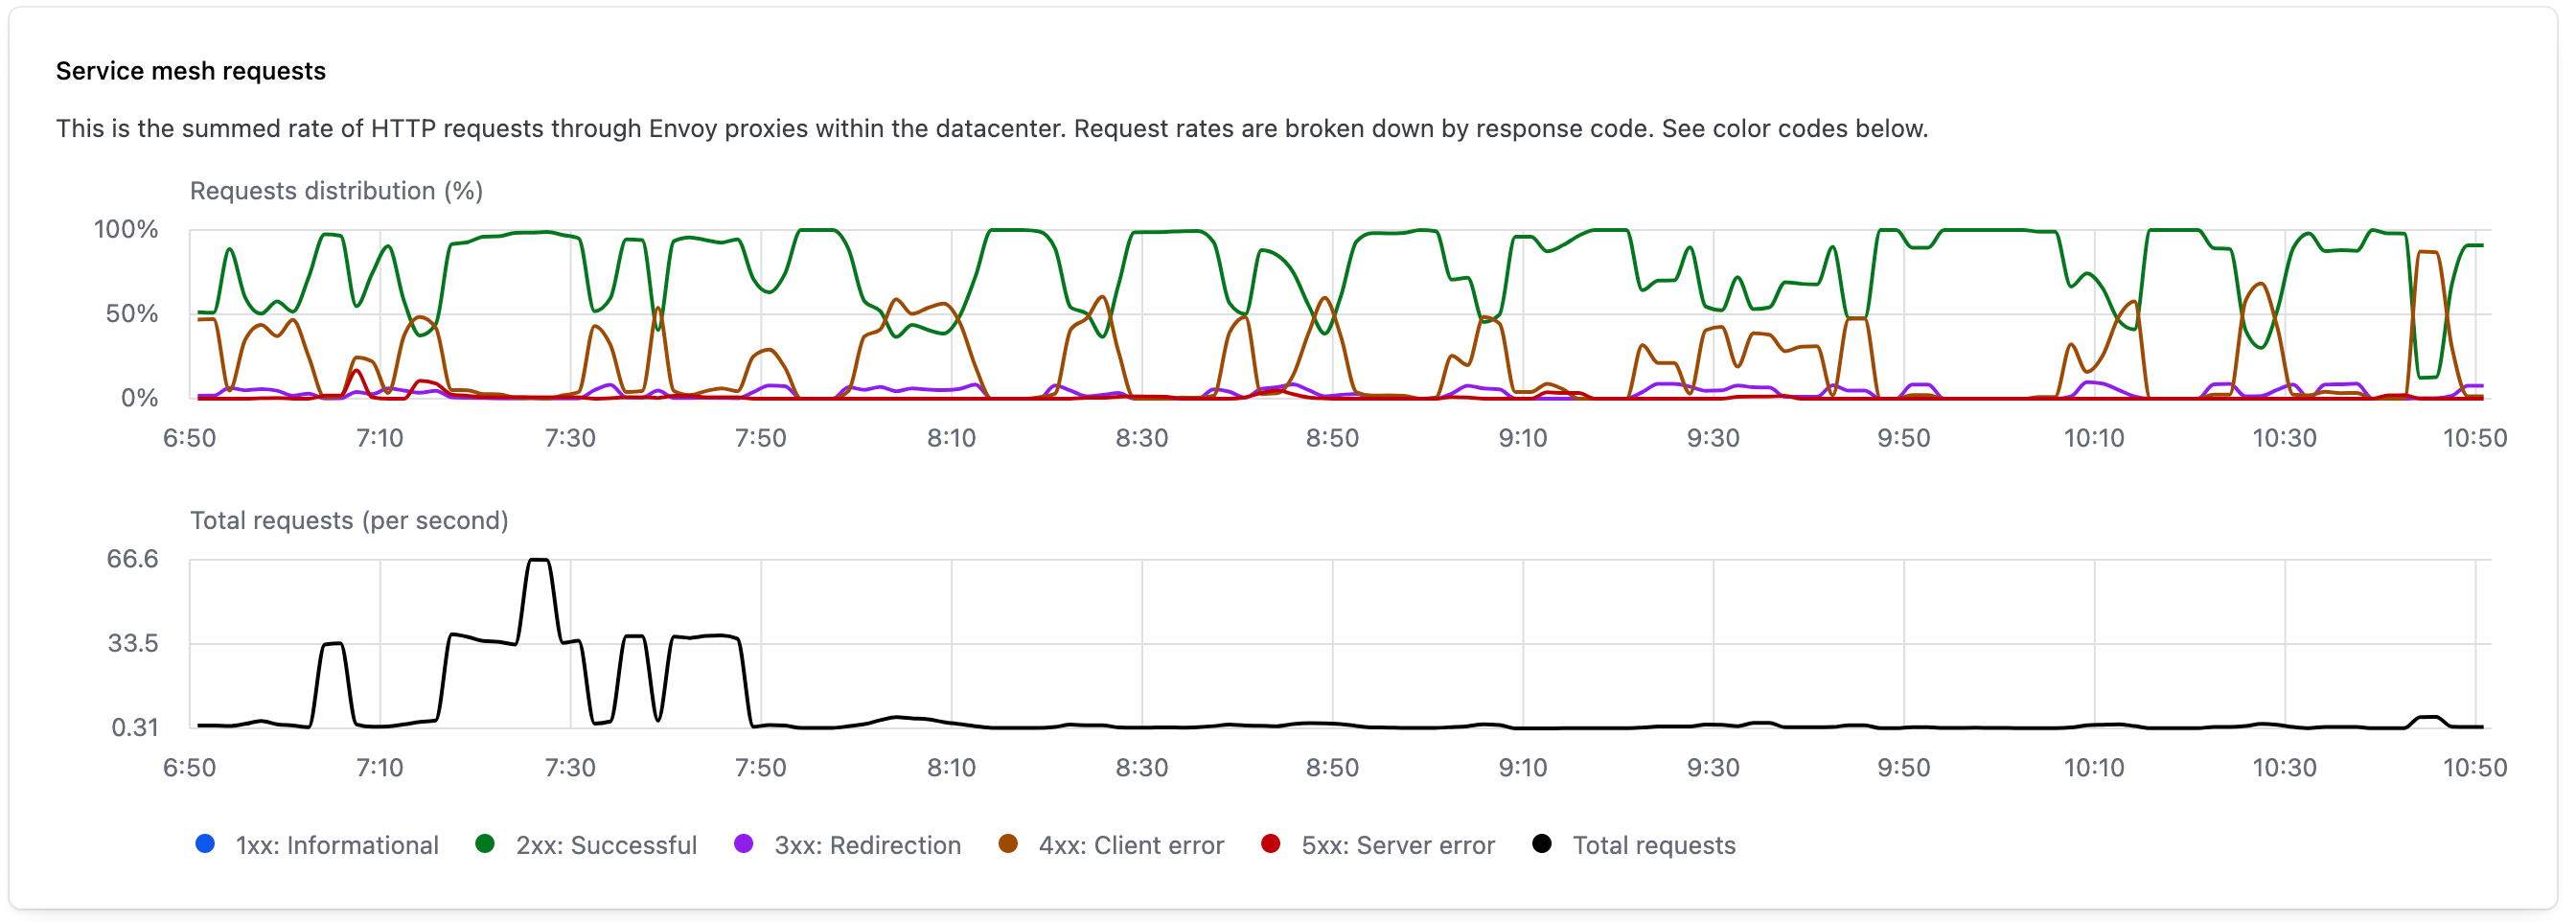 Service mesh requests
This is the summed rate of HTTP requests through Envoy proxies within the datacenter. Request rates are broken down by response code. See color codes below.
Requests distribution (%)
100%
50%
0%
6:50 7:10 7:30 7:50 8:10 8:30 8:50 9:10 9:30 9:50 10:10 10:30 10:50
Total requests (per second)
66.6
33.5
0.31
6:50 7:10 7:30 7:50 8:10 8:30 8:50 9:10 9:30 9:50 10:10 10:30 10:50
1xx: Informational 2xx: Successful 3xx: Redirection 4xx: Client error 5xx: Server error Total requests